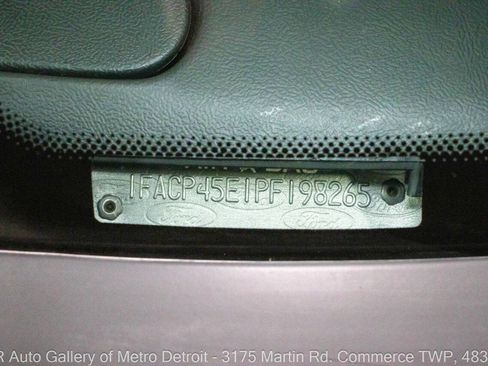 1FACP45E1PF198265
Ford Ford
R Auto Gallery of Metro Detroit - 3175 Martin Rd. Commerce TWP, 483